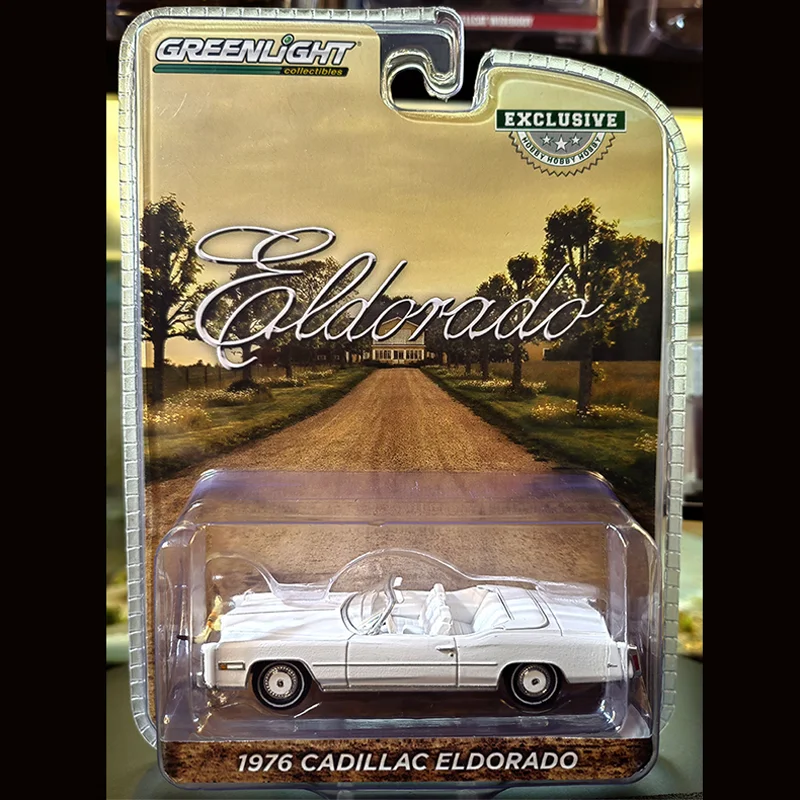 GREENLIGHT
collectibles
EXCLUSIVE
HOBBY HOBBY HOBBY
Eldorado
1976 CADILLAC ELDORADO